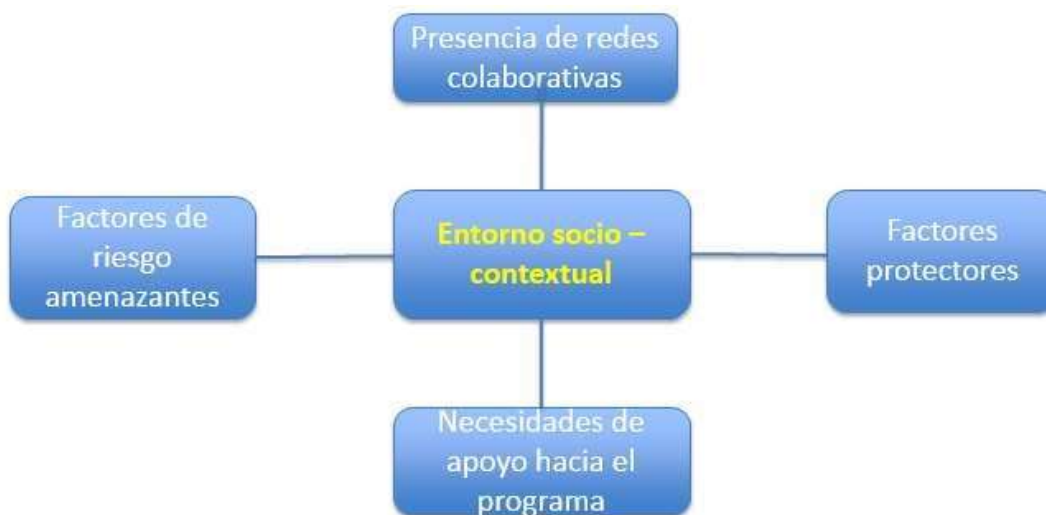 Presencia de redes
colaborativas
Factores de
riesgo
amenazantes
Entorno socio –
contextual
Factores
protectores
Necesidades de
apoyo hacia el
programa